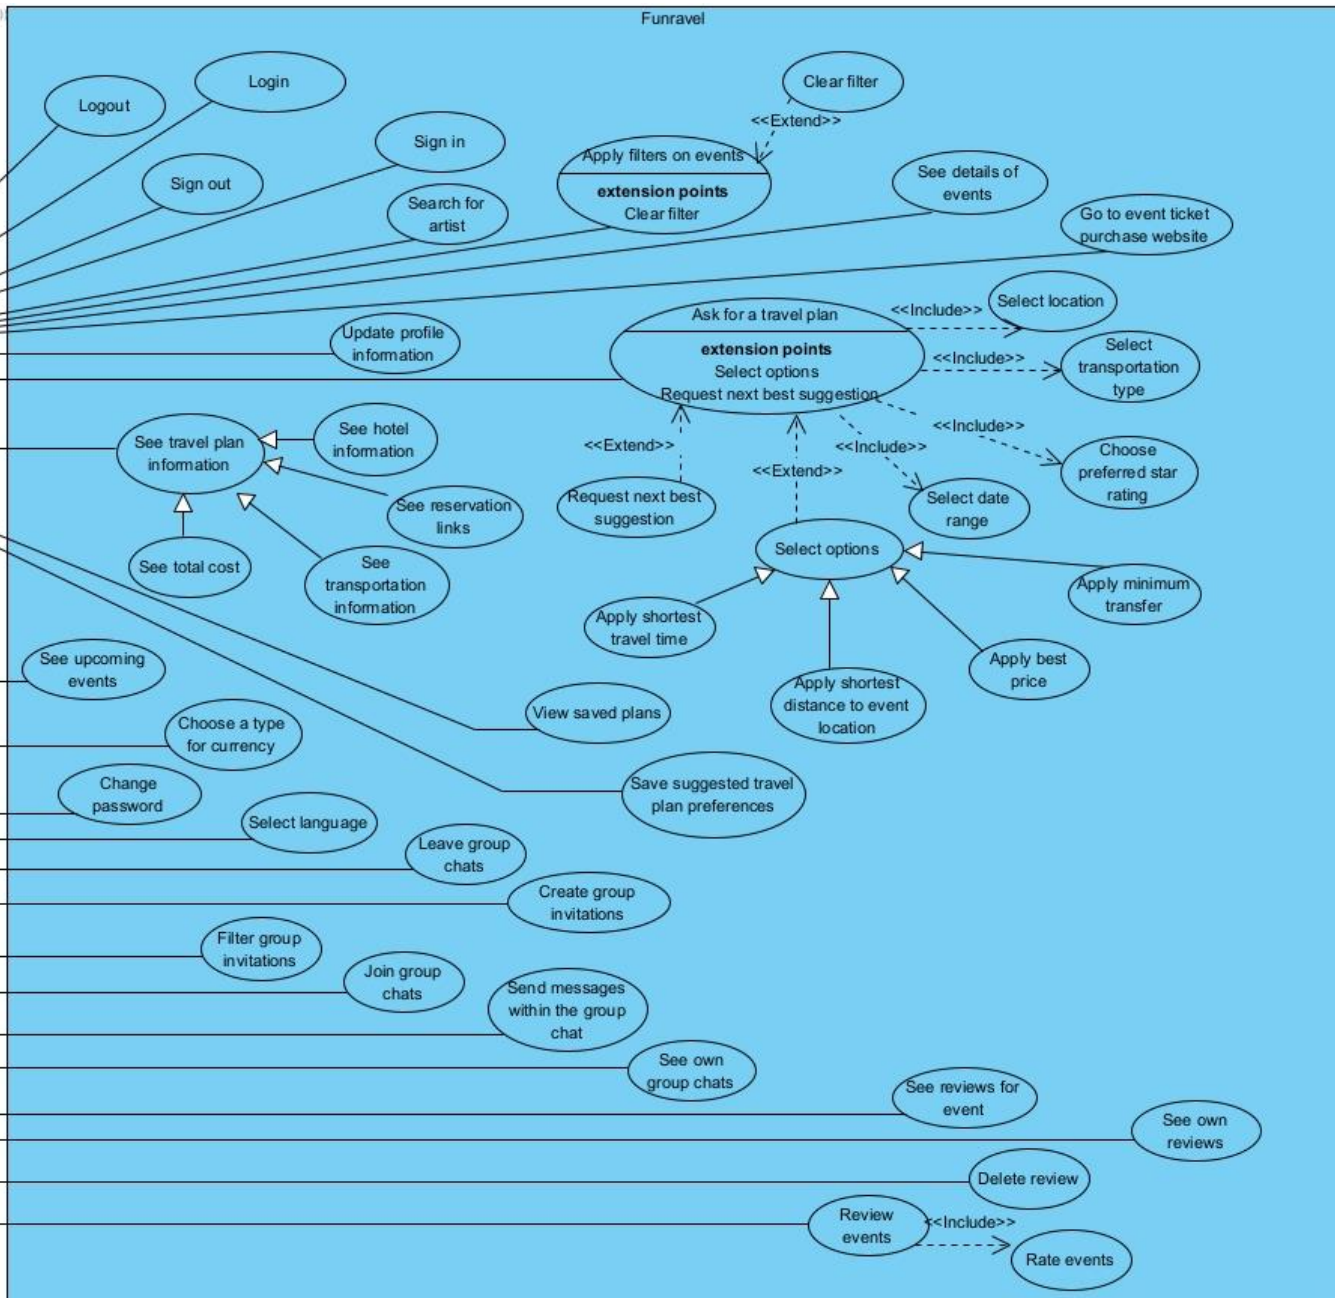 Funravel
Login
Clear filter
Logout
<<Extend>>
Sign in
Apply filters on events
extension points
Clear filter
Sign out
See details of
events
Search for
artist
Go to event ticket
purchase website
Select location
<<Include>>
Ask for a travel plan
extension points
Select options
Request next best suggestion
Update profile
information
<<Include>>
Select
transportation
type
See hotel
information
See travel plan
information
<<Extend>>
<<Include>>
<<Include>>
<<Extend>>
Choose
preferred star
rating
See reservation
links
Request next best
suggestion
Select date
range
See total cost
See
transportation
information
Select options
Apply minimum
transfer
Apply shortest
travel time
See upcoming
events
Apply best
price
Apply shortest
distance to event
location
View saved plans
Choose a type
for currency
Change
password
Save suggested travel
plan preferences
Select language
Leave group
chats
Create group
invitations
Filter group
invitations
Join group
chats
Send messages
within the group
chat
See own
group chats
See reviews for
event
See own
reviews
Delete review
Review
events
<<Include>>
Rate events